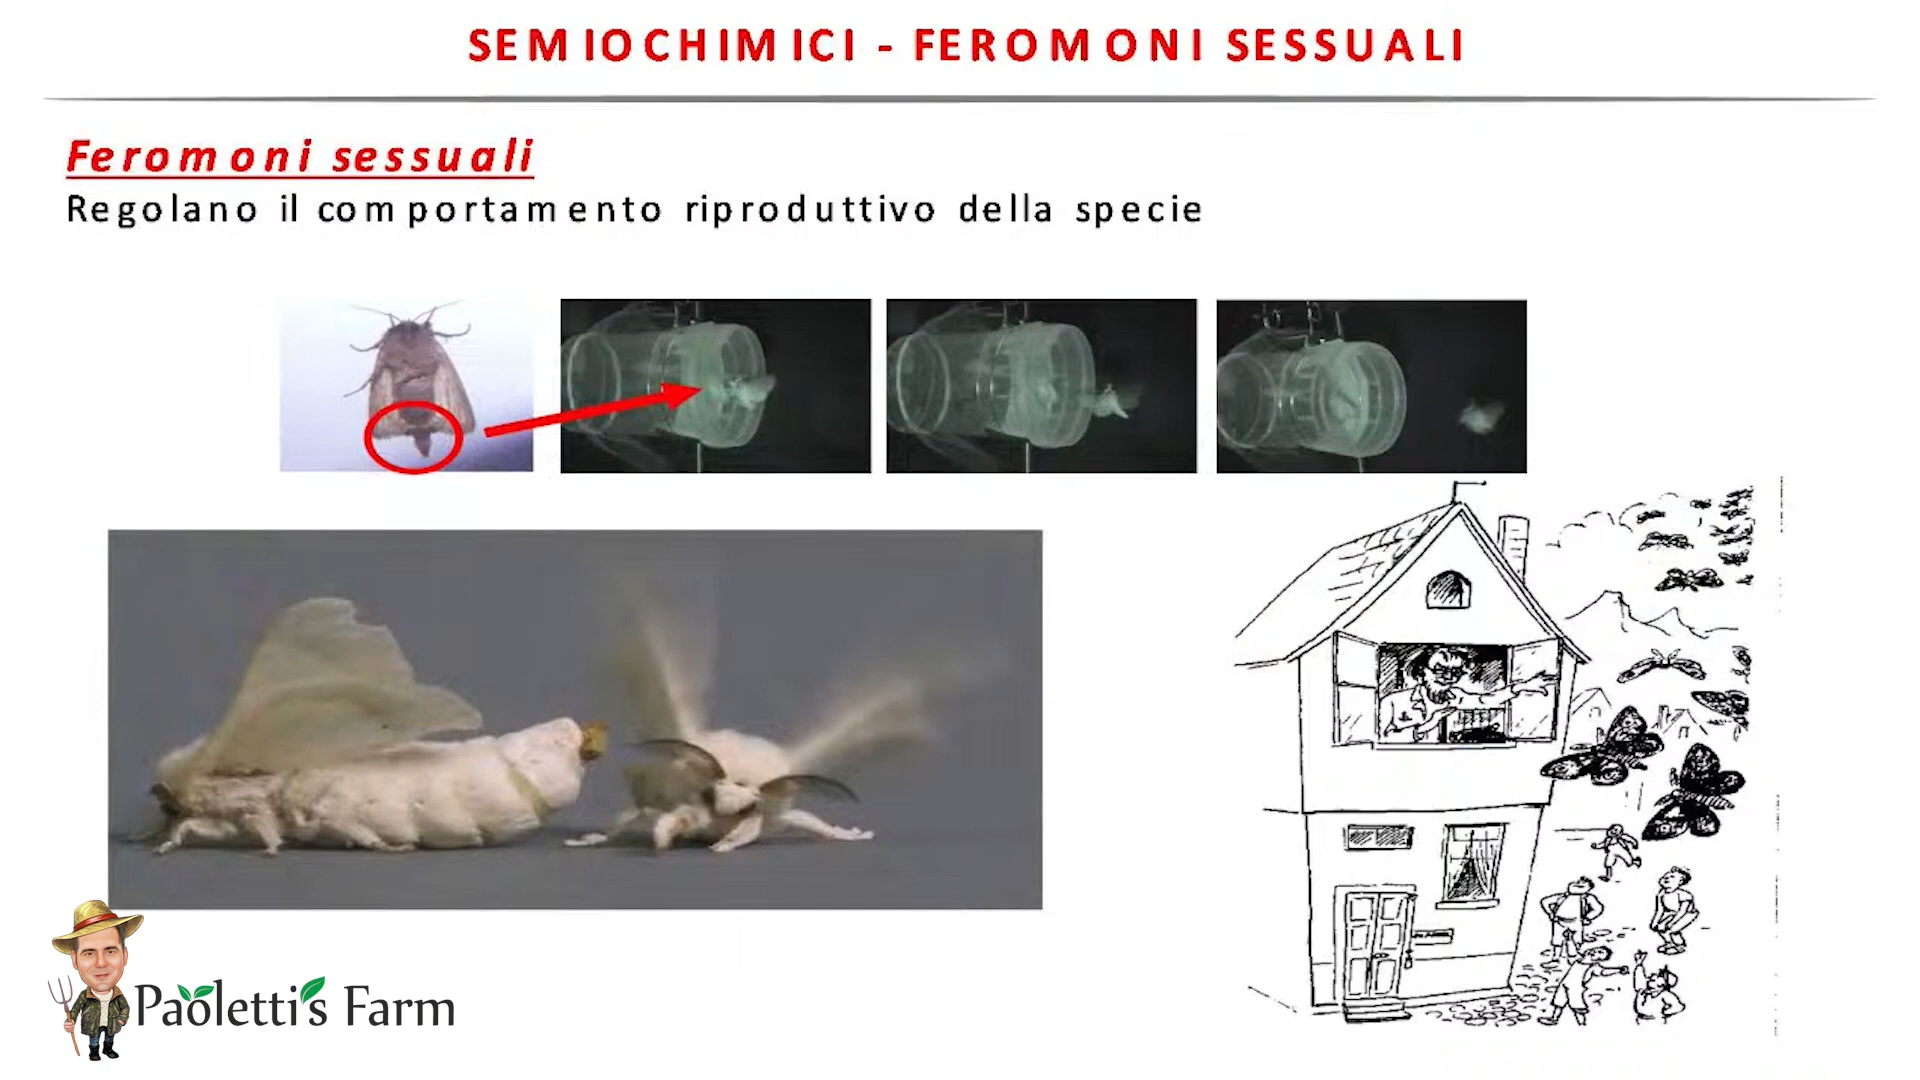 SEMIOCHIMICI - FEROMONI SESSUALI
Feromoni sessuali
Regolano il comportamento riproduttivo della specie
Paoletti's Farm